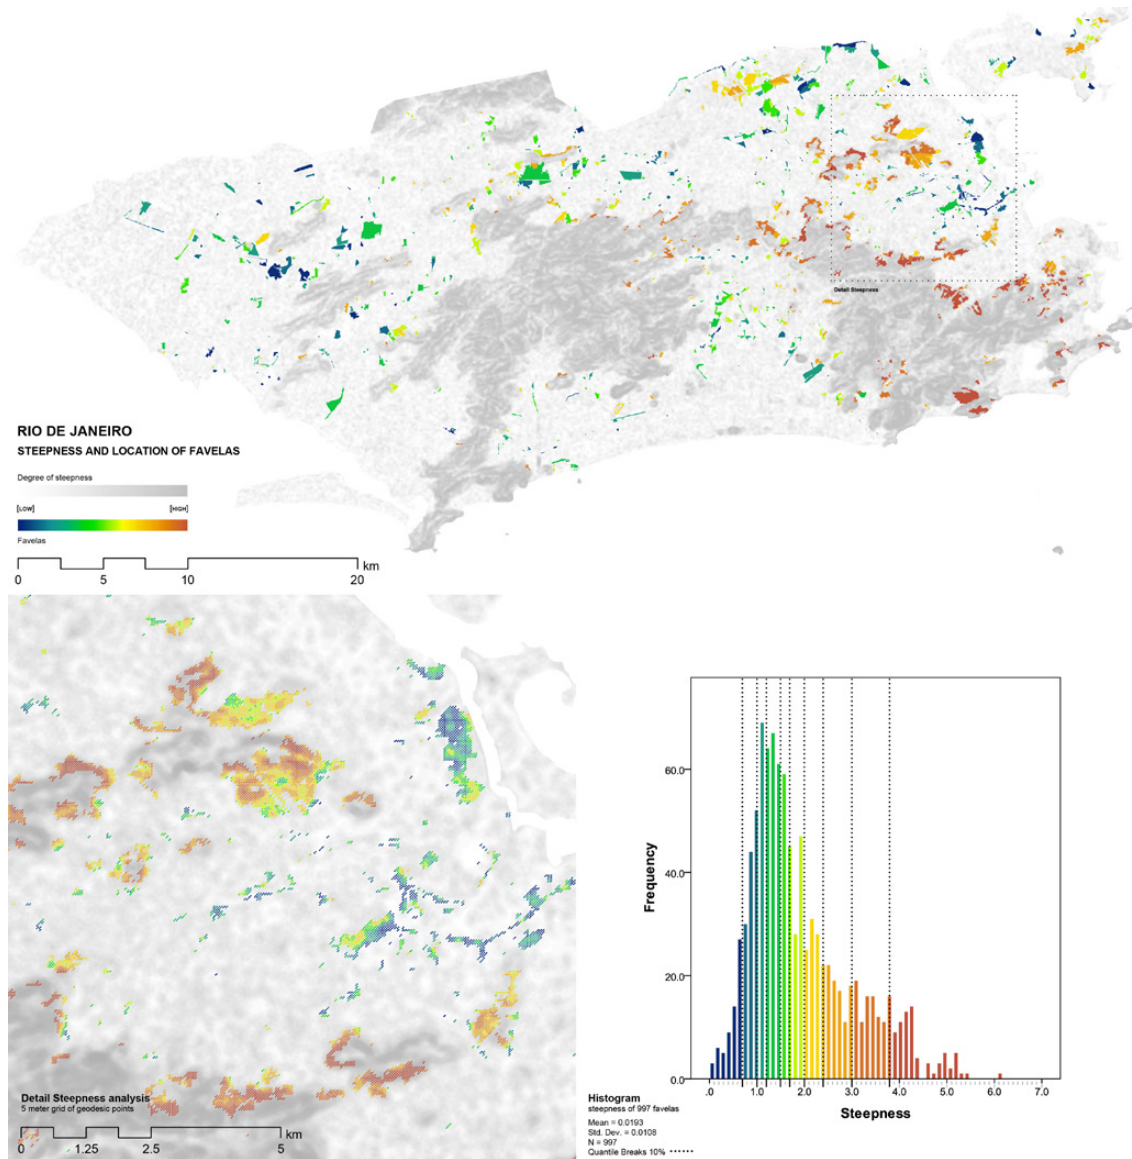 Detail Steepness
RIO DE JANEIRO
STEEPNESS AND LOCATION OF FAVELAS
Degree of steepness
[LOW] [HIGH]
Favelas
0 5 10 20 km
Detail Steepness analysis
5 meter grid of geodesic points
0 1.25 2.5 5 km
Frequency
60.0
40.0
20.0
0.0
.0 1.0 2.0 3.0 4.0 5.0 6.0 7.0
Steepness
Histogram
steepness of 997 favelas
Mean = 0.0193
Std. Dev. = 0.0108
N = 997
Quantile Breaks 10%